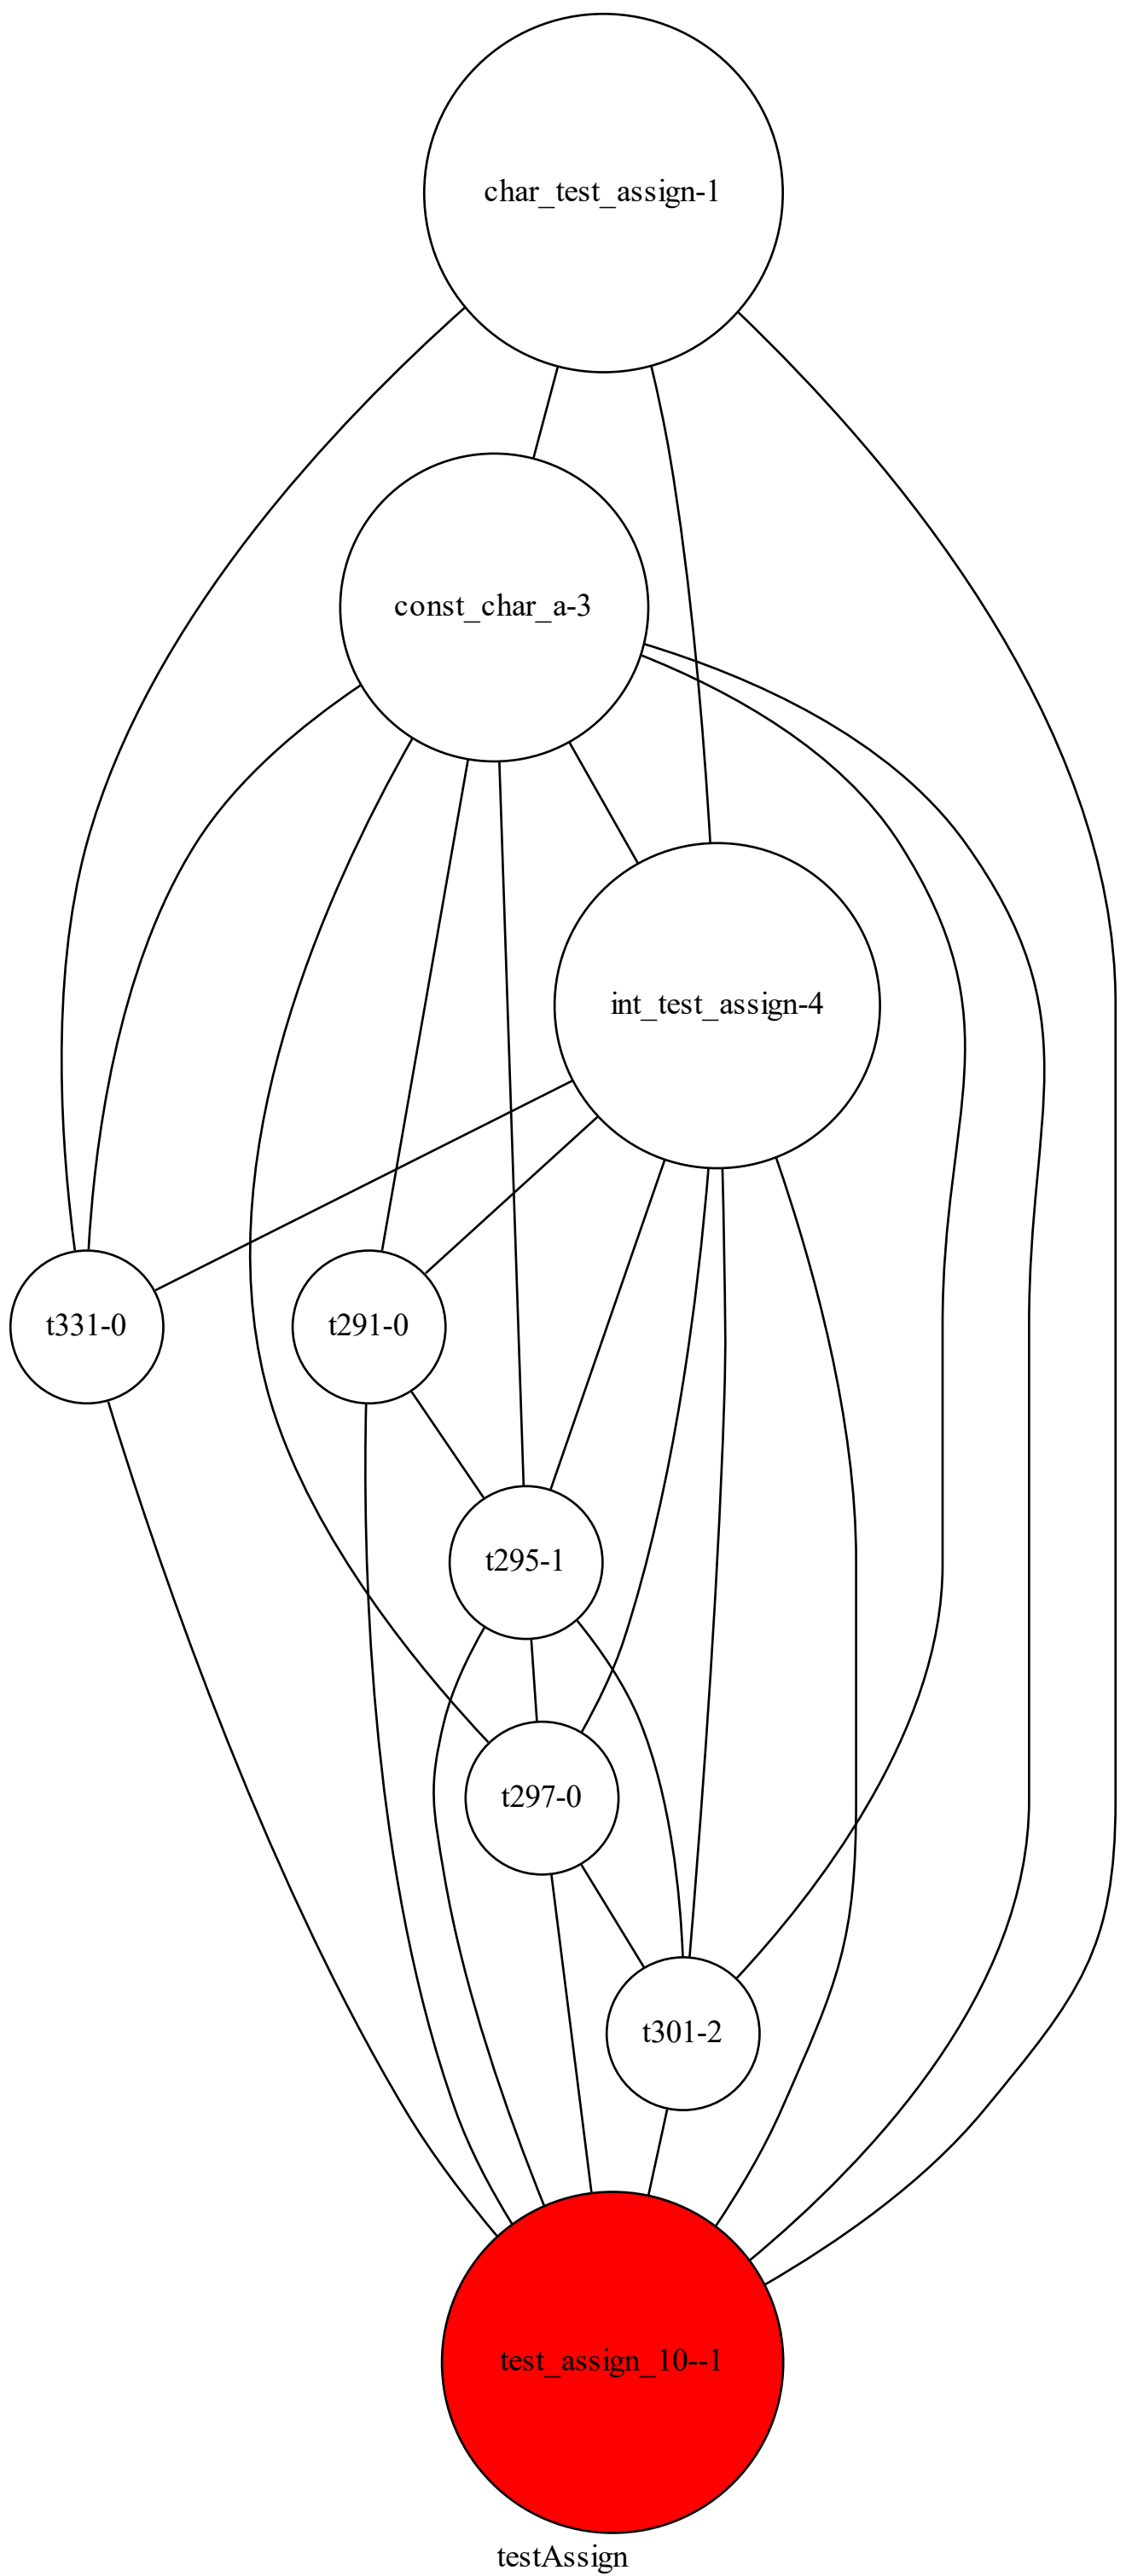 char_test_assign-1
const_char_a-3
int_test_assign-4
t331-0
t291-0
t295-1
t297-0
t301-2
test_assign_10--1
testAssign